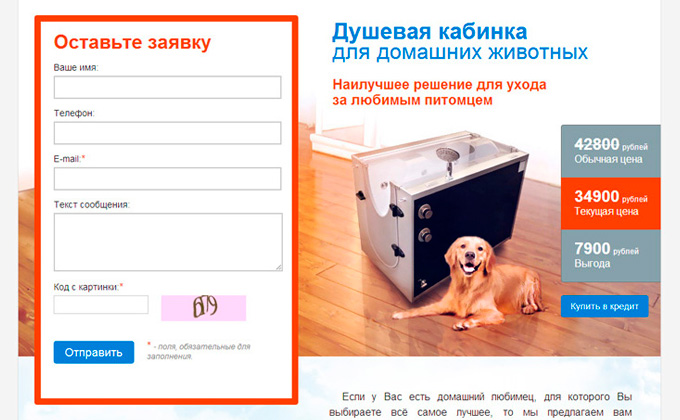 Оставьте заявку
Ваше имя:
Телефон:
E-mail:*
Текст сообщения:
Код с картинки:*
679
Отправить
* - поля, обязательные для
заполнения.
Душевая кабинка
для домашних животных
Наилучшее решение для ухода
за любимым питомцем
42800 рублей
Обычная цена
34900 рублей
Текущая цена
7900 рублей
Выгода
Купить в кредит
Если у Вас есть домашний любимец, для которого Вы
выбираете всё самое лучшее, то мы предлагаем вам